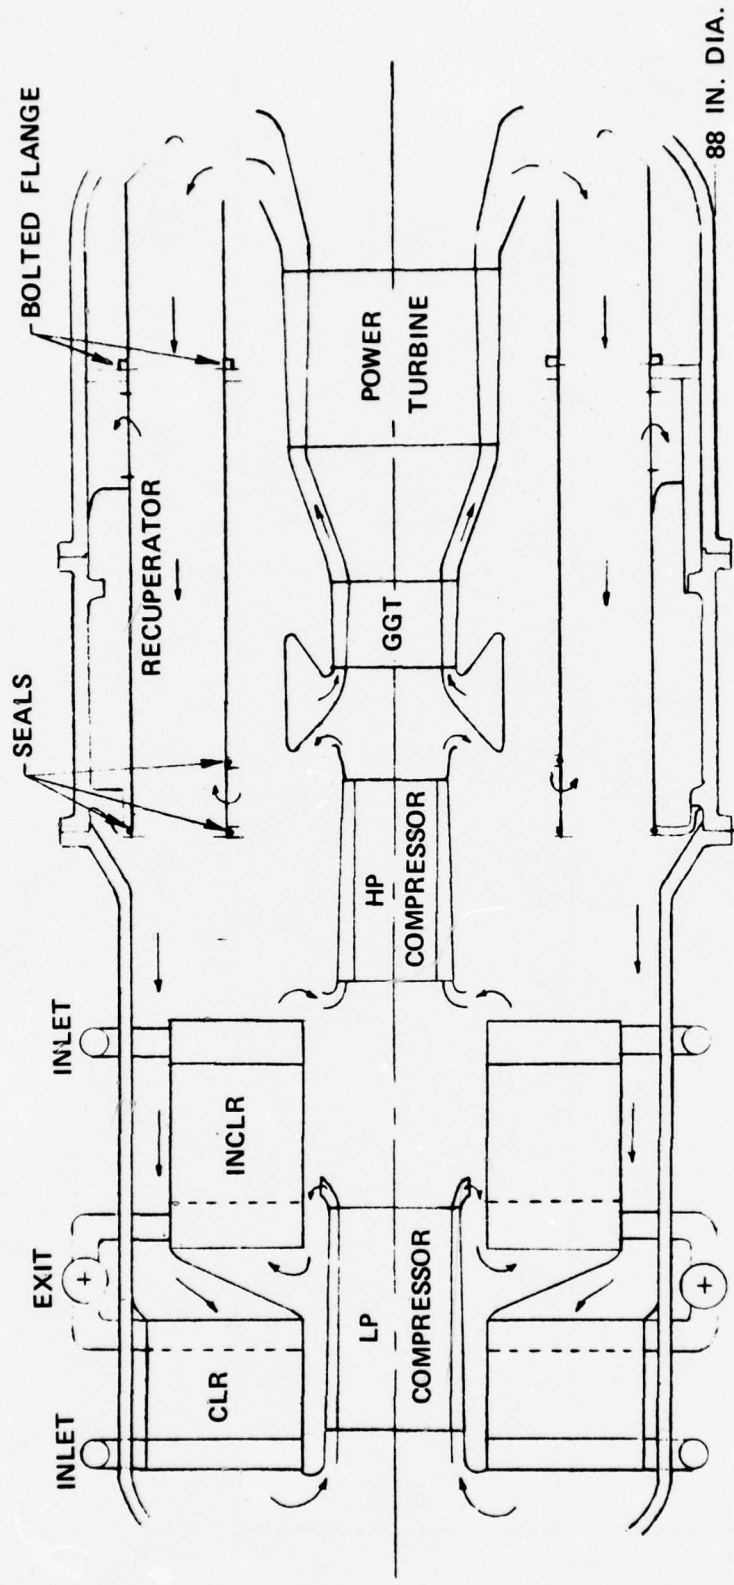 INLET
EXIT
INLET
SEALS
BOLTED FLANGE
CLR
INCLR
RECUPERATOR
LP
COMPRESSOR
HP
COMPRESSOR
GGT
POWER
TURBINE
88 IN. DIA.